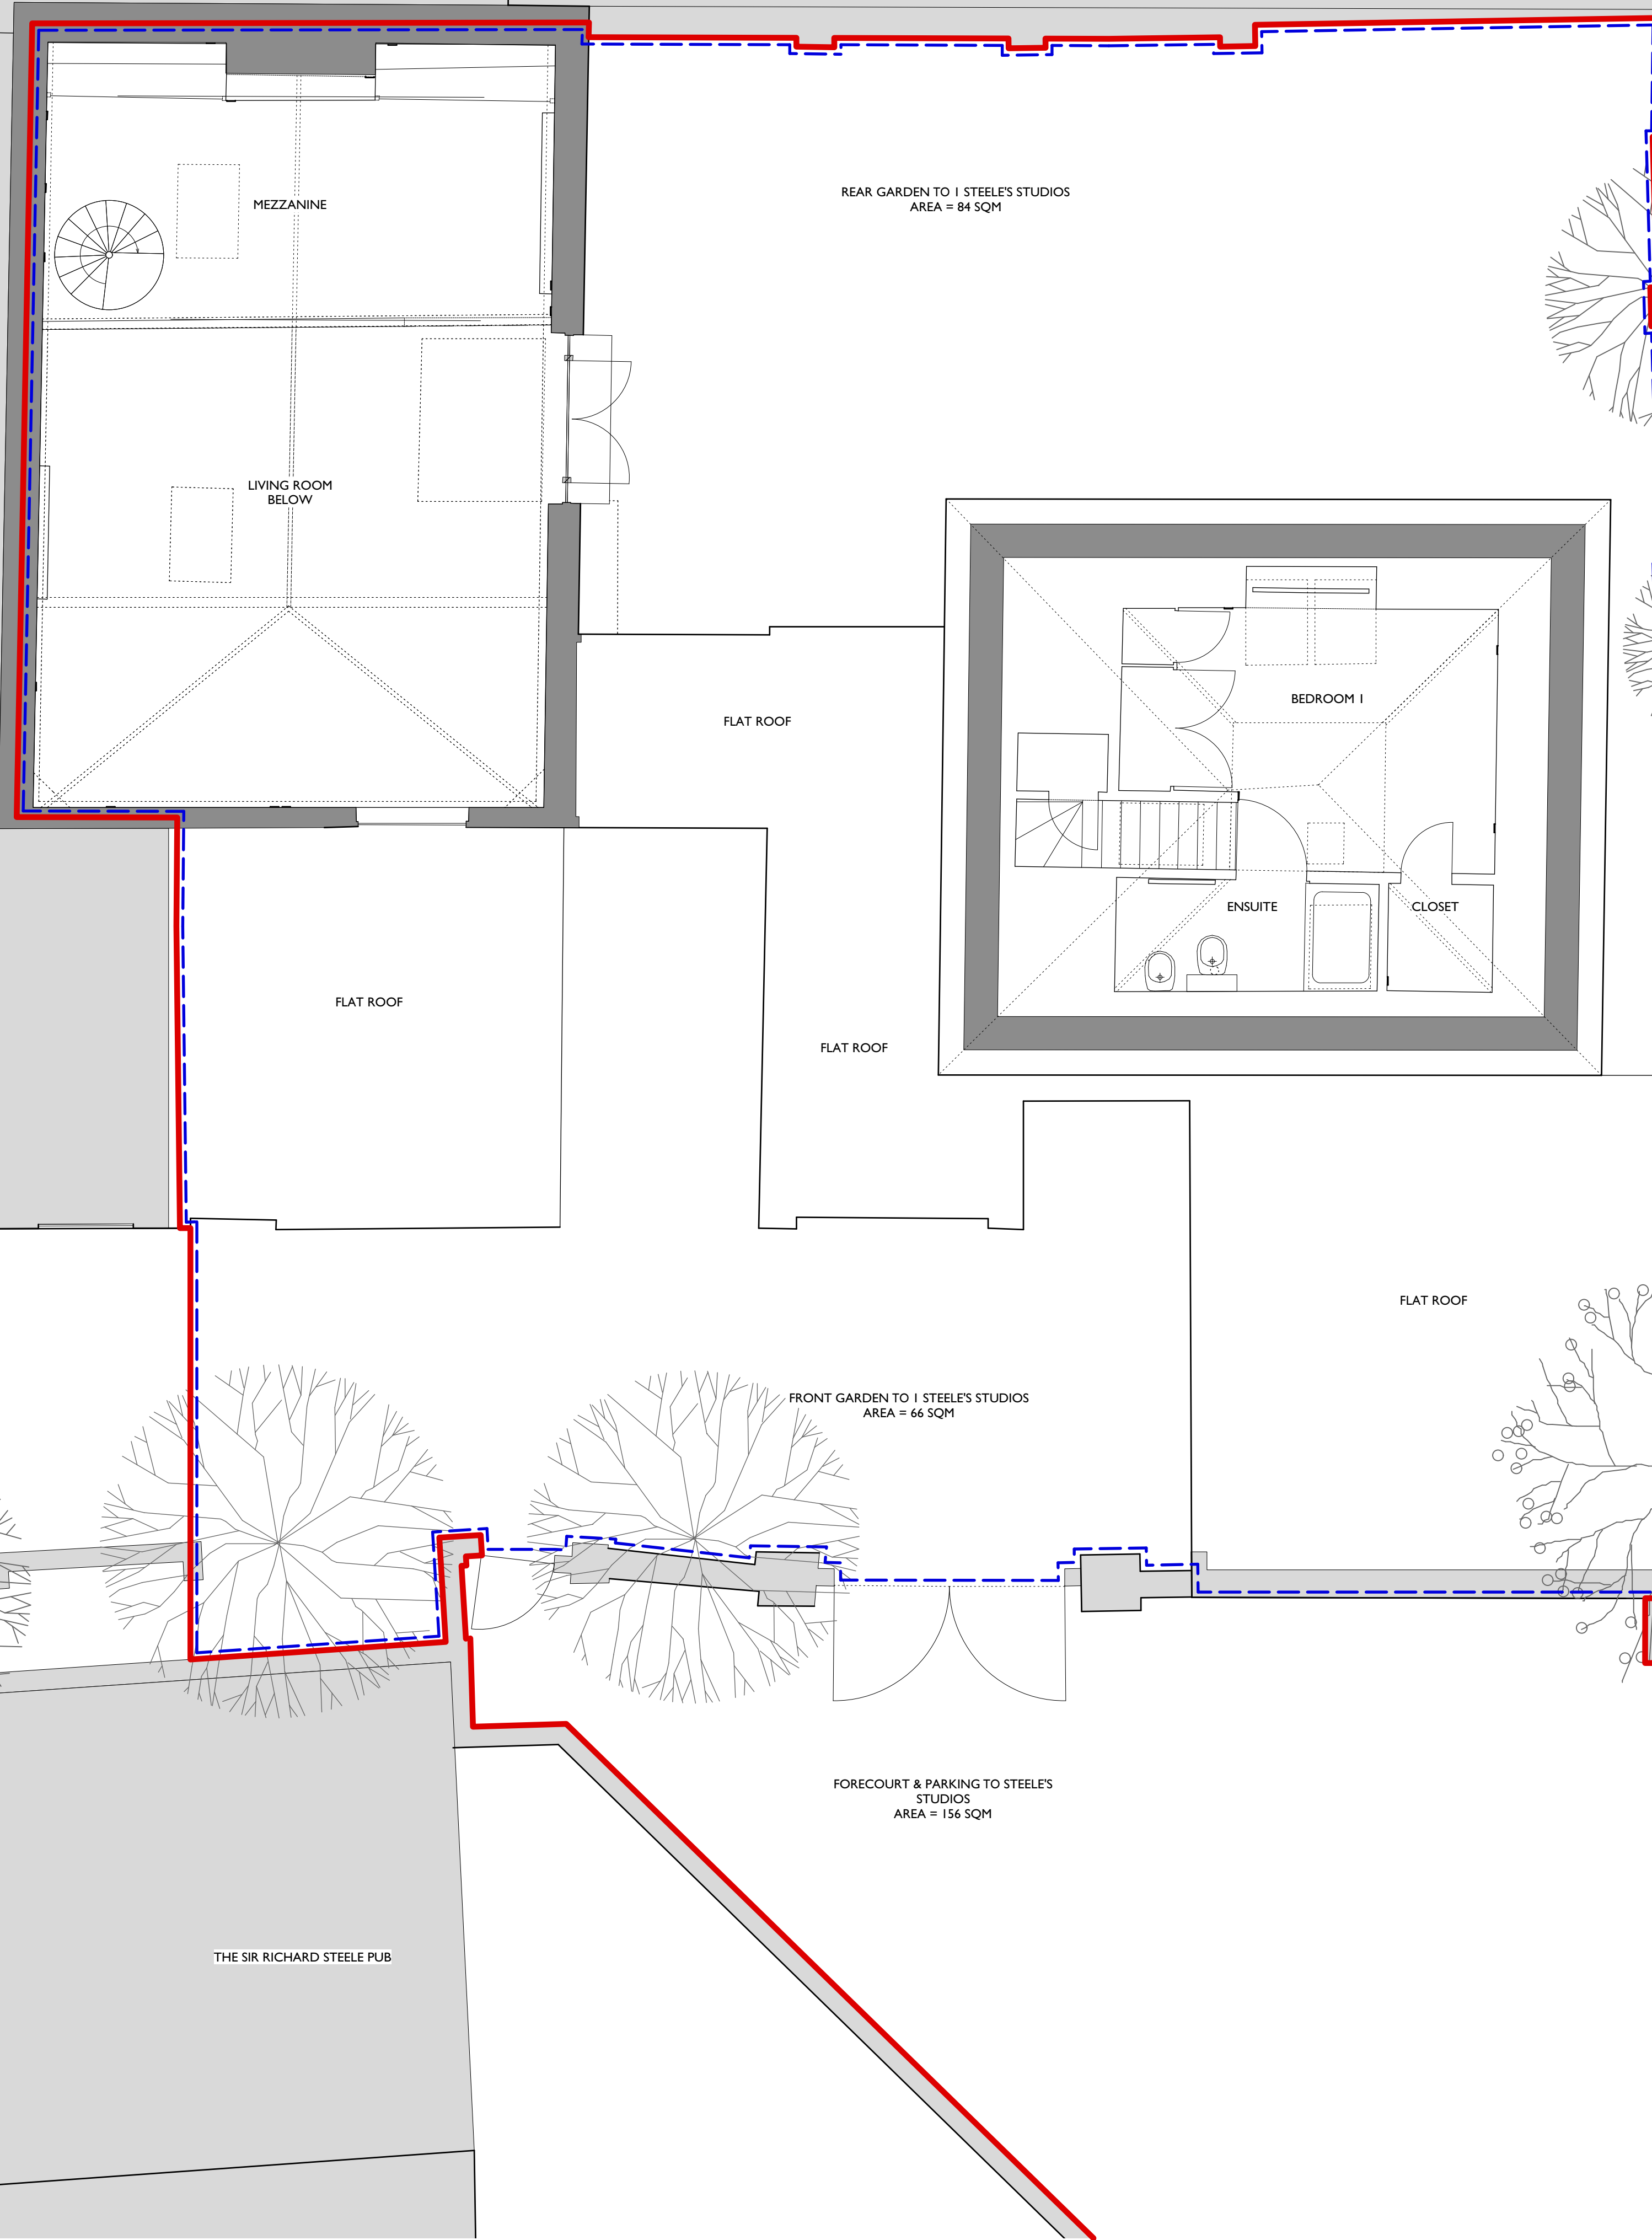 REAR GARDEN TO 1 STEELE'S STUDIOS
AREA = 84 SQM
MEZZANINE
LIVING ROOM
BELOW
BEDROOM 1
FLAT ROOF
ENSUITE
CLOSET
FLAT ROOF
FLAT ROOF
FLAT ROOF
FRONT GARDEN TO 1 STEELE'S STUDIOS
AREA = 66 SQM
FORECOURT & PARKING TO STEELE'S
STUDIOS
AREA = 156 SQM
THE SIR RICHARD STEELE PUB